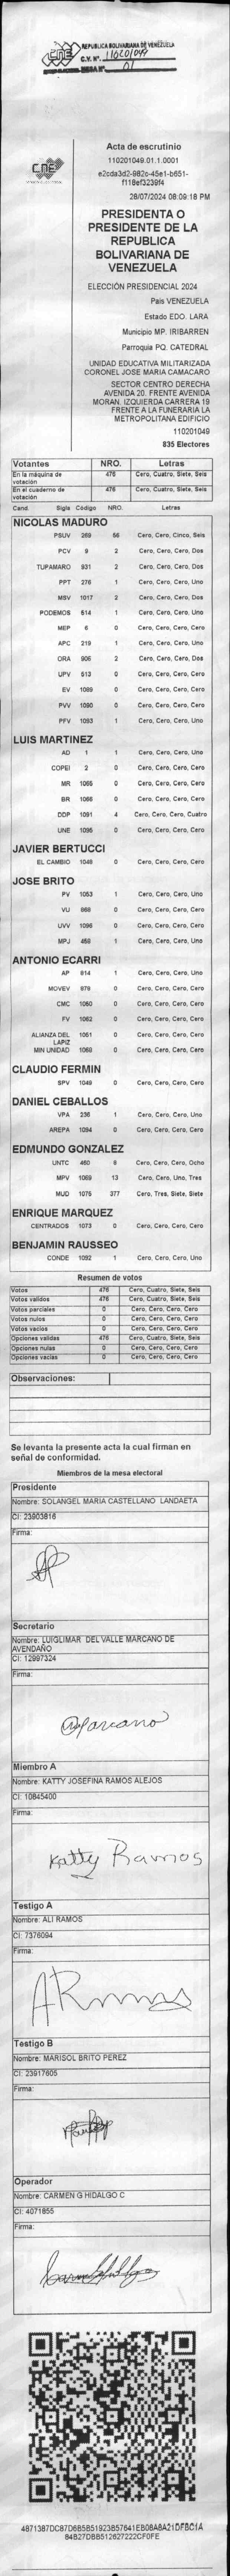 CNE
REPUBLICA BOLIVARIANA DE VENEZUELA
C.V. N°. 110201049
MESA N°. 01
CNE
Acta de escrutinio
110201049.01.1.0001
e2cda3d2-982c-45e1-b651-
f118ef3239f4
28/07/2024 08:09:18 PM
PRESIDENTA O
PRESIDENTE DE LA
REPUBLICA
BOLIVARIANA DE
VENEZUELA
ELECCIÓN PRESIDENCIAL 2024
País VENEZUELA
Estado EDO. LARA
Municipio MP. IRIBARREN
Parroquia PQ. CATEDRAL
UNIDAD EDUCATIVA MILITARIZADA
CORONEL JOSE MARIA CAMACARO
SECTOR CENTRO DERECHA
AVENIDA 20. FRENTE AVENIDA
MORAN. IZQUIERDA CARRERA 19
FRENTE A LA FUNERARIA LA
METROPOLITANA EDIFICIO
110201049
835 Electores
Votantes NRO. Letras
En la máquina de votación 476 Cero, Cuatro, Siete, Seis
En el cuaderno de votación 476 Cero, Cuatro, Siete, Seis
Cand. Sigla Código NRO. Letras
NICOLAS MADURO
PSUV 269 56 Cero, Cero, Cinco, Seis
PCV 9 2 Cero, Cero, Cero, Dos
TUPAMARO 931 2 Cero, Cero, Cero, Dos
PPT 276 1 Cero, Cero, Cero, Uno
MSV 1017 2 Cero, Cero, Cero, Dos
PODEMOS 514 1 Cero, Cero, Cero, Uno
MEP 6 0 Cero, Cero, Cero, Cero
APC 219 1 Cero, Cero, Cero, Uno
ORA 906 2 Cero, Cero, Cero, Dos
UPV 513 0 Cero, Cero, Cero, Cero
EV 1089 0 Cero, Cero, Cero, Cero
PVV 1090 0 Cero, Cero, Cero, Cero
PFV 1093 1 Cero, Cero, Cero, Uno
LUIS MARTINEZ
AD 1 1 Cero, Cero, Cero, Uno
COPEI 2 0 Cero, Cero, Cero, Cero
MR 1065 0 Cero, Cero, Cero, Cero
BR 1066 0 Cero, Cero, Cero, Cero
DDP 1091 4 Cero, Cero, Cero, Cuatro
UNE 1095 0 Cero, Cero, Cero, Cero
JAVIER BERTUCCI
EL CAMBIO 1048 0 Cero, Cero, Cero, Cero
JOSE BRITO
PV 1053 1 Cero, Cero, Cero, Uno
VU 868 0 Cero, Cero, Cero, Cero
UVV 1096 0 Cero, Cero, Cero, Cero
MPJ 458 1 Cero, Cero, Cero, Uno
ANTONIO ECARRI
AP 814 1 Cero, Cero, Cero, Uno
MOVEV 878 0 Cero, Cero, Cero, Cero
CMC 1050 0 Cero, Cero, Cero, Cero
FV 1052 0 Cero, Cero, Cero, Cero
ALIANZA DEL LAPIZ 1051 0 Cero, Cero, Cero, Cero
MIN UNIDAD 1069 0 Cero, Cero, Cero, Cero
CLAUDIO FERMIN
SPV 1049 0 Cero, Cero, Cero, Cero
DANIEL CEBALLOS
VPA 236 1 Cero, Cero, Cero, Uno
AREPA 1094 0 Cero, Cero, Cero, Cero
EDMUNDO GONZALEZ
UNTC 460 8 Cero, Cero, Cero, Ocho
MPV 1069 13 Cero, Cero, Uno, Tres
MUD 1075 377 Cero, Tres, Siete, Siete
ENRIQUE MARQUEZ
CENTRADOS 1073 0 Cero, Cero, Cero, Cero
BENJAMIN RAUSSEO
CONDE 1092 1 Cero, Cero, Cero, Uno
Resumen de votos
Votos 476 Cero, Cuatro, Siete, Seis
Votos validos 476 Cero, Cuatro, Siete, Seis
Votos parciales 0 Cero, Cero, Cero, Cero
Votos nulos 0 Cero, Cero, Cero, Cero
Votos vacios 0 Cero, Cero, Cero, Cero
Opciones validas 476 Cero, Cuatro, Siete, Seis
Opciones nulas 0 Cero, Cero, Cero, Cero
Opciones vacias 0 Cero, Cero, Cero, Cero
Observaciones:
Se levanta la presente acta la cual firman en
señal de conformidad.
Miembros de la mesa electoral
Presidente
Nombre: SOLANGEL MARIA CASTELLANO LANDAETA
CI: 23903816
Firma:
Secretario
Nombre: LUIGLIMAR DEL VALLE MARCANO DE
AVENDAÑO
CI: 12997324
Firma:
Miembro A
Nombre: KATTY JOSEFINA RAMOS ALEJOS
CI: 10845400
Firma:
Katty Ramos
Testigo A
Nombre: ALI RAMOS
CI: 7376094
Firma:
ARamos
Testigo B
Nombre: MARISOL BRITO PEREZ
CI: 23917605
Firma:
Operador
Nombre: CARMEN G HIDALGO C
CI: 4071855
Firma:
4871387DC87D6B5B51923B57641EB08A8A21DFBC1A
84B27DBB512627222CF0FE